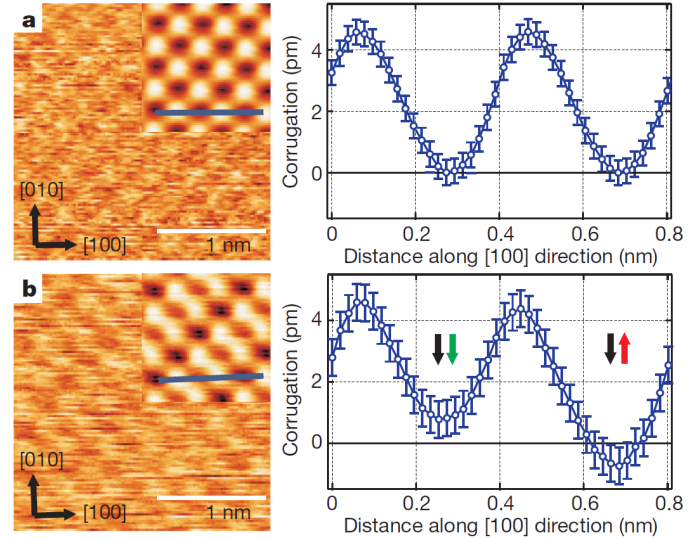 a
[010]
[100]
1 nm
Corrugation (pm)
4
2
0
0
0.2
0.4
0.6
0.8
Distance along [100] direction (nm)
b
[010]
[100]
1 nm
Corrugation (pm)
4
2
0
0
0.2
0.4
0.6
0.8
Distance along [100] direction (nm)